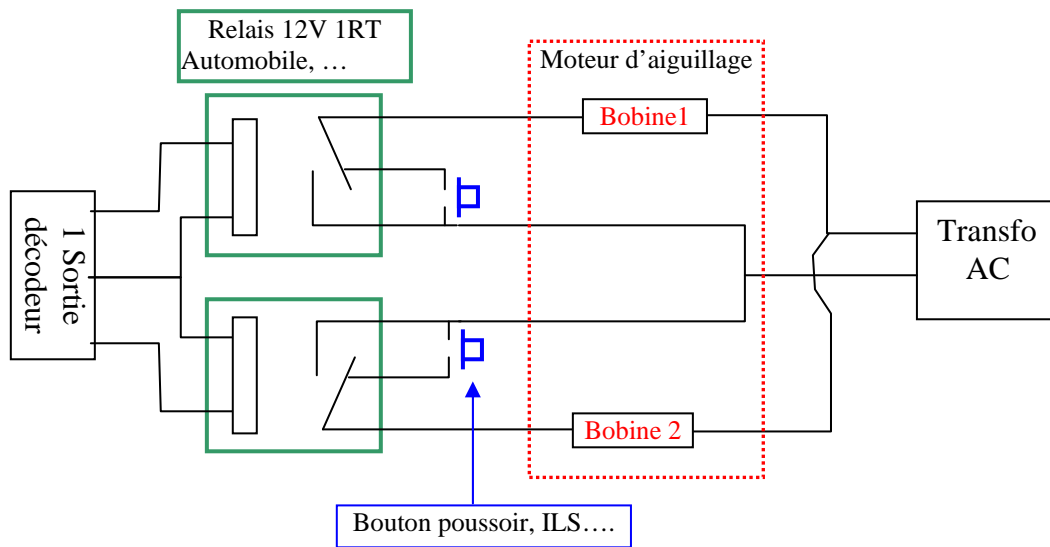 Relais 12V 1RT
Automobile, …
Moteur d’aiguillage
Bobine1
1 Sortie
décodeur
Transfo
AC
Bobine 2
Bouton poussoir, ILS….